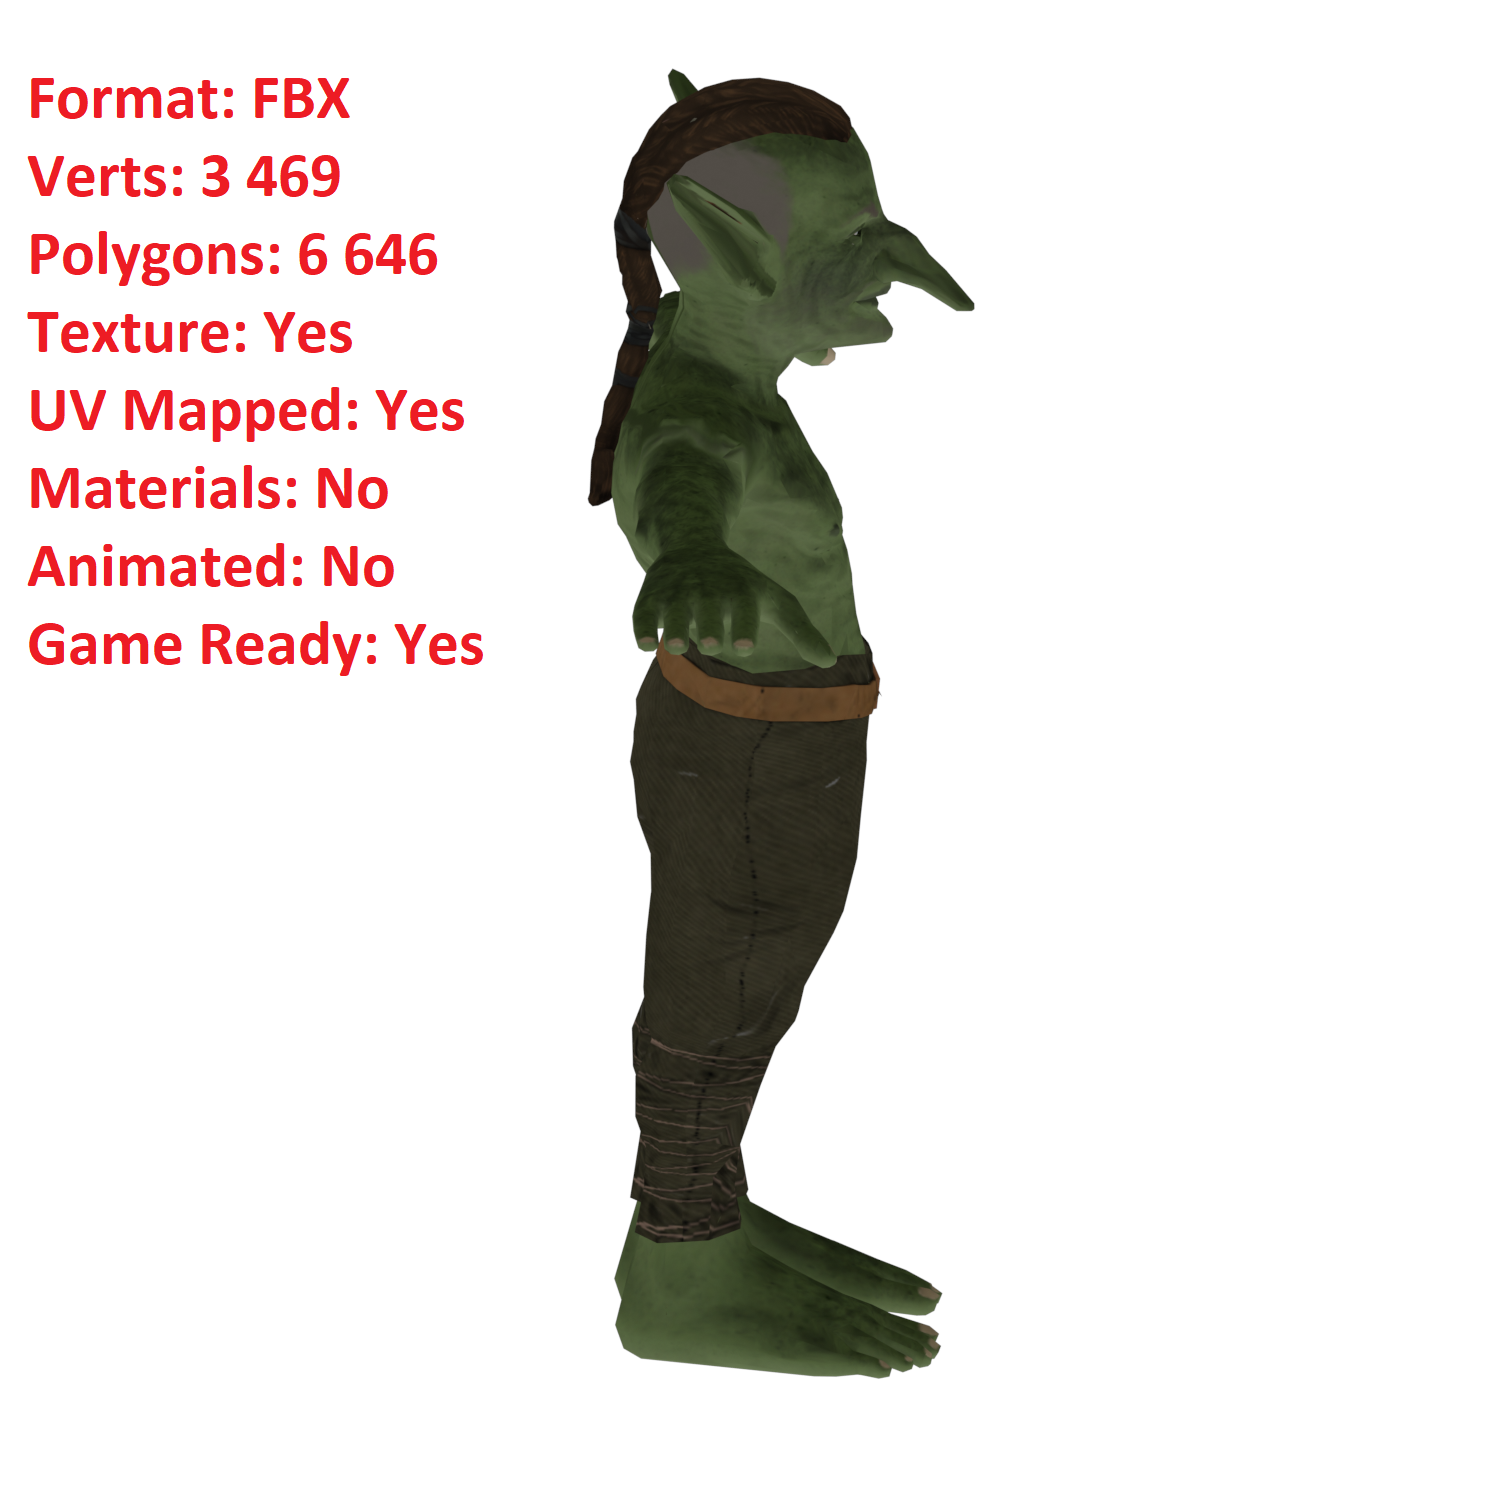 Format: FBX
Verts: 3 469
Polygons: 6 646
Texture: Yes
UV Mapped: Yes
Materials: No
Animated: No
Game Ready: Yes